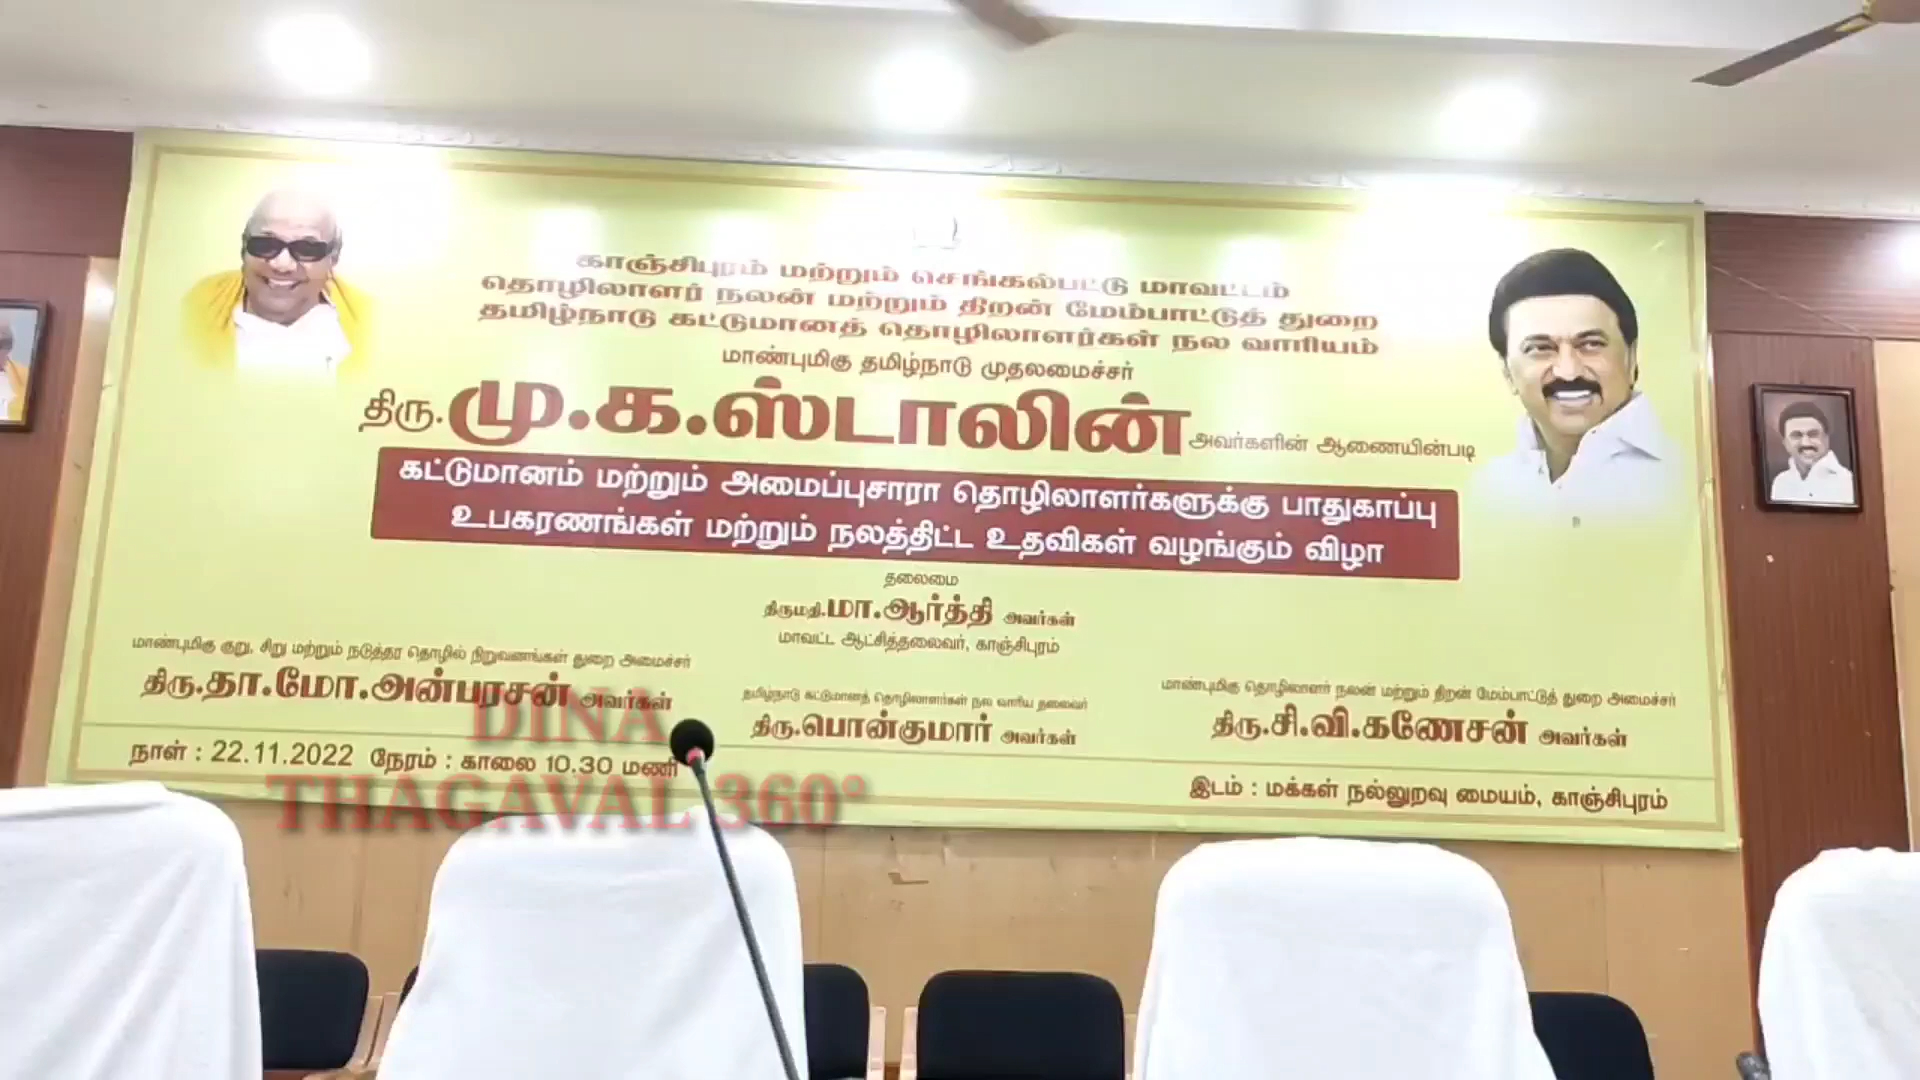 காஞ்சிபுரம் மற்றும் செங்கல்பட்டு மாவட்டம்
தொழிலாளர் நலன் மற்றும் திறன் மேம்பாட்டுத் துறை
தமிழ்நாடு கட்டுமானத் தொழிலாளர்கள் நல வாரியம்
மாண்புமிகு தமிழ்நாடு முதலமைச்சர்
திரு. மு.க.ஸ்டாலின் அவர்களின் ஆணையின்படி
கட்டுமானம் மற்றும் அமைப்புசாரா தொழிலாளர்களுக்கு பாதுகாப்பு
உபகரணங்கள் மற்றும் நலத்திட்ட உதவிகள் வழங்கும் விழா
தலைமை
திருமதி.மா.ஆர்த்தி அவர்கள்
மாவட்ட ஆட்சித்தலைவர், காஞ்சிபுரம்
மாண்புமிகு குறு, சிறு மற்றும் நடுத்தர தொழில் நிறுவனங்கள் துறை அமைச்சர்
திரு.தா.மோ.அன்பரசன் அவர்கள்
தமிழ்நாடு கட்டுமானத் தொழிலாளர்கள் நல வாரிய தலைவர்
திரு.பொன்குமார் அவர்கள்
மாண்புமிகு தொழிலாளர் நலன் மற்றும் திறன் மேம்பாட்டுத் துறை அமைச்சர்
திரு.சி.வி.கணேசன் அவர்கள்
நாள் : 22.11.2022 நேரம் : காலை 10.30 மணி
இடம் : மக்கள் நல்லுறவு மையம், காஞ்சிபுரம்
DINA
THAGAVAL 360°